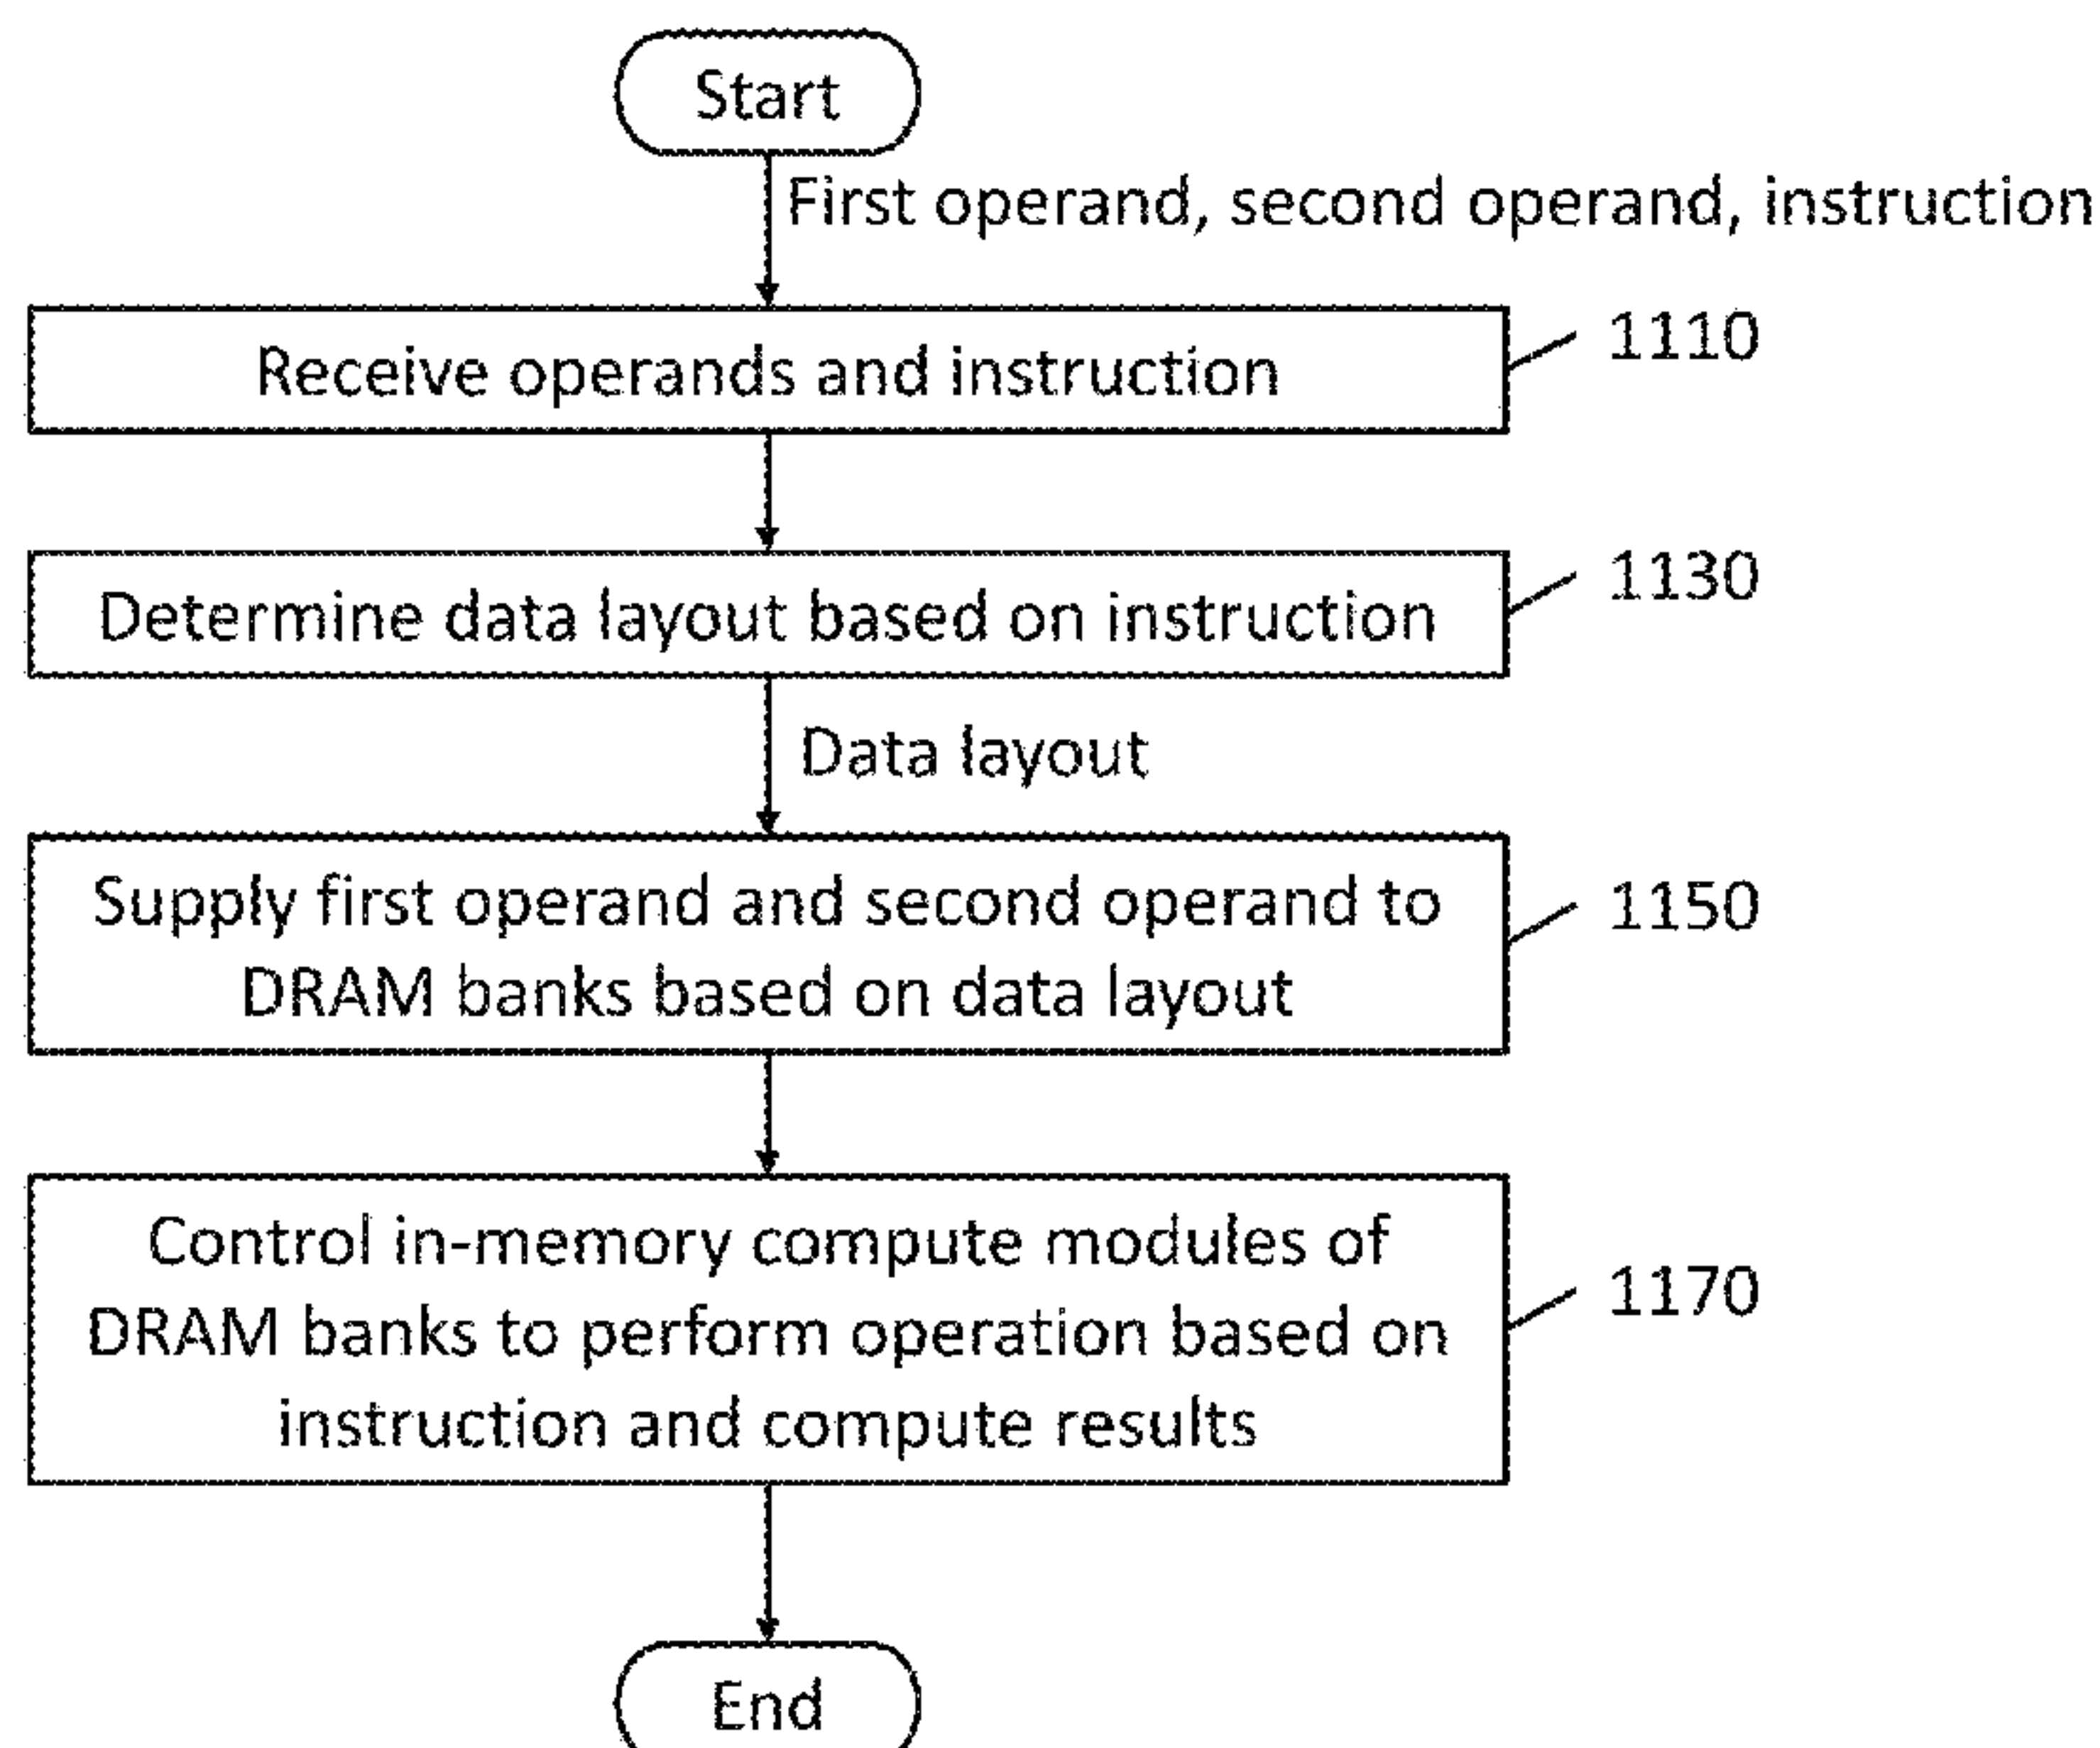 Start
First operand, second operand, instruction
Receive operands and instruction
1110
Determine data layout based on instruction
1130
Data layout
Supply first operand and second operand to
DRAM banks based on data layout
1150
Control in-memory compute modules of
DRAM banks to perform operation based on
instruction and compute results
1170
End